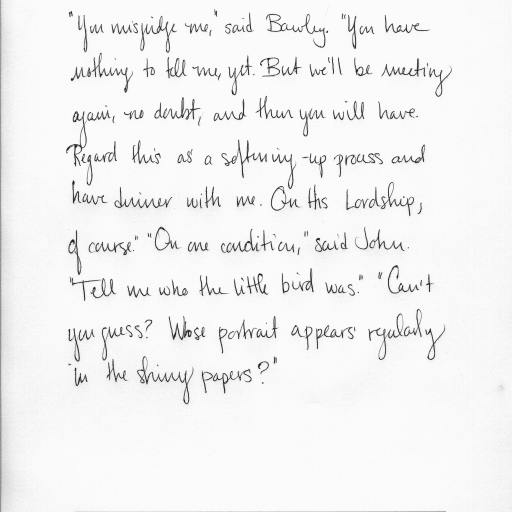 "You misjudge me," said Bawley. "You have
nothing to tell me, yet. But we'll be meeting
again, no doubt, and then you will have.
Regard this as a softening-up process and
have dinner with me. On His Lordship,
of course." "On one condition," said John.
"Tell me who the little bird was." "Can't
you guess? Whose portrait appears regularly
in the shiny papers?"